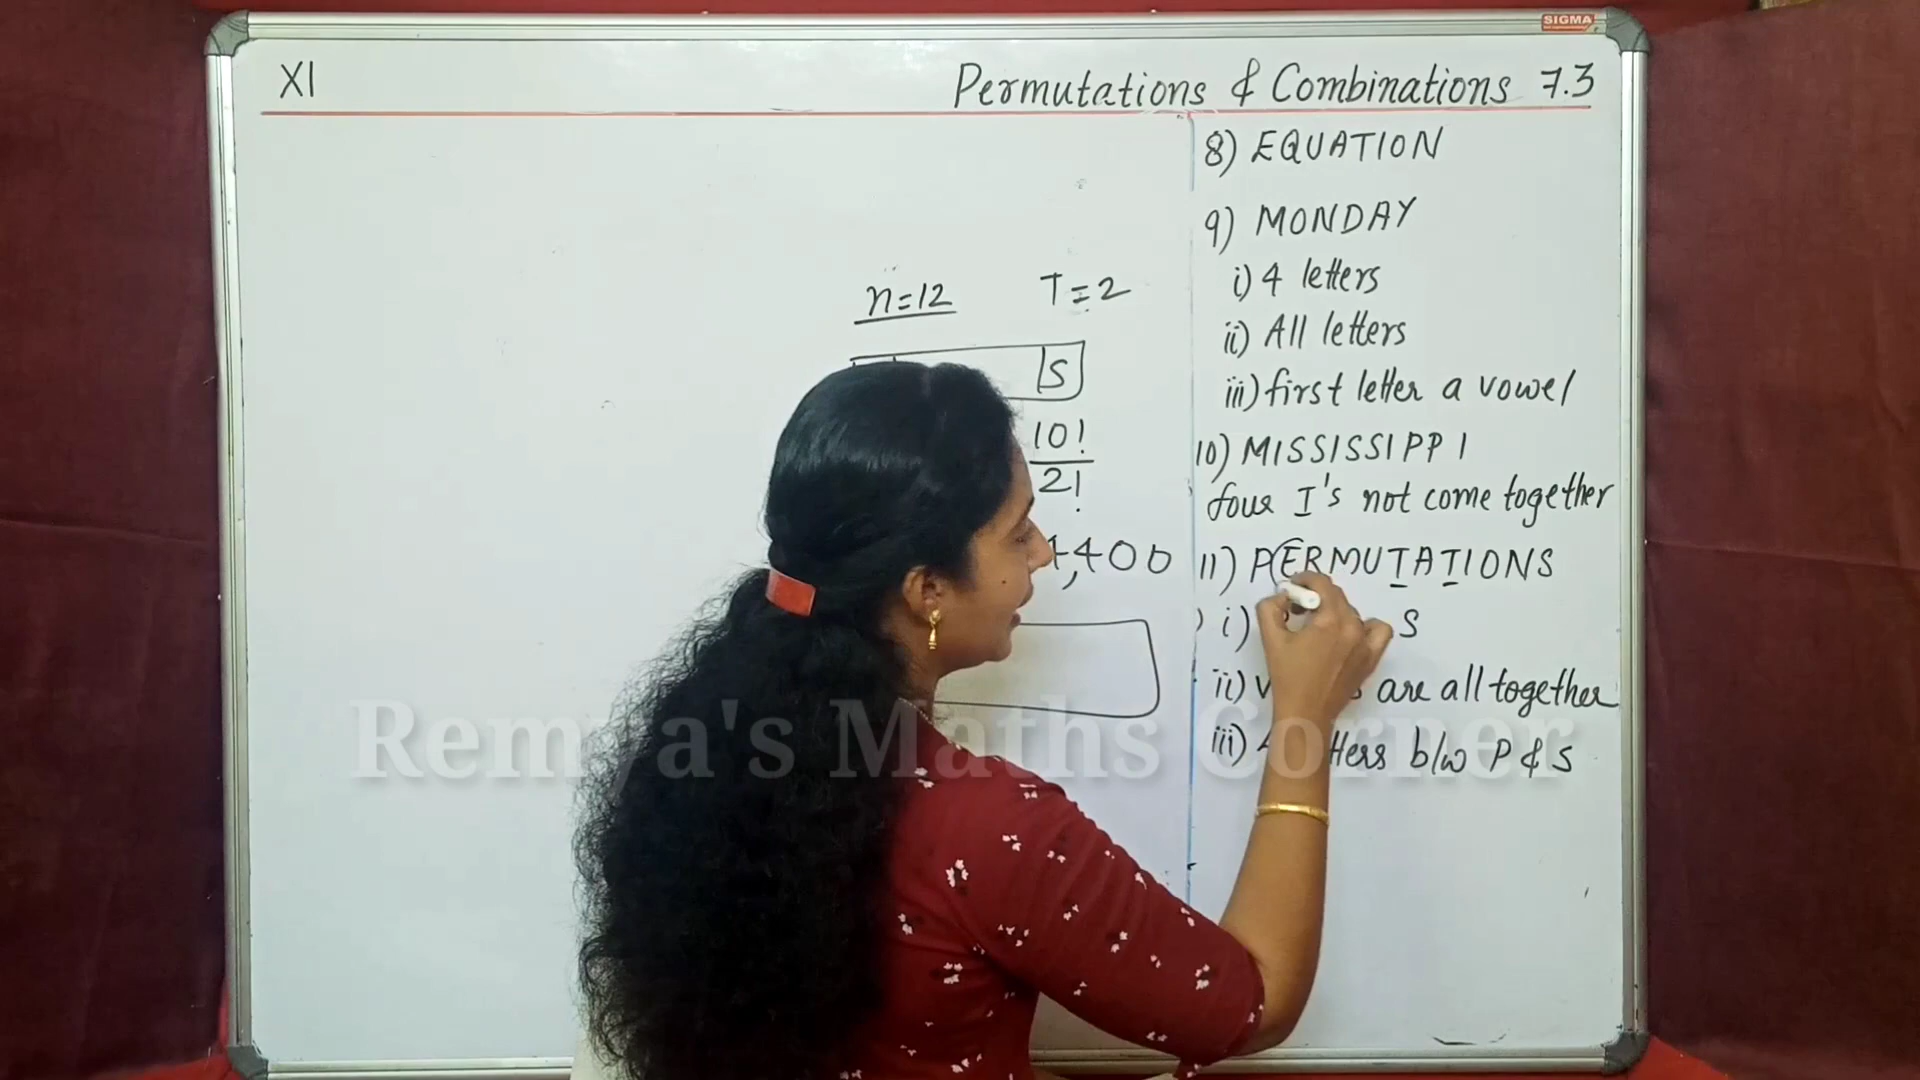 SIGMA
XI
Permutations & Combinations 7.3
n=12 T=2
S
10!
2!
4,400
8) EQUATION
9) MONDAY
i) 4 letters
ii) All letters
iii) first letter a vowel
10) MISSISSIPPI
four I's not come together
11) PERMUTATIONS
i) S
ii) are all together
iii) b/w P & S
Remya's Maths Corner